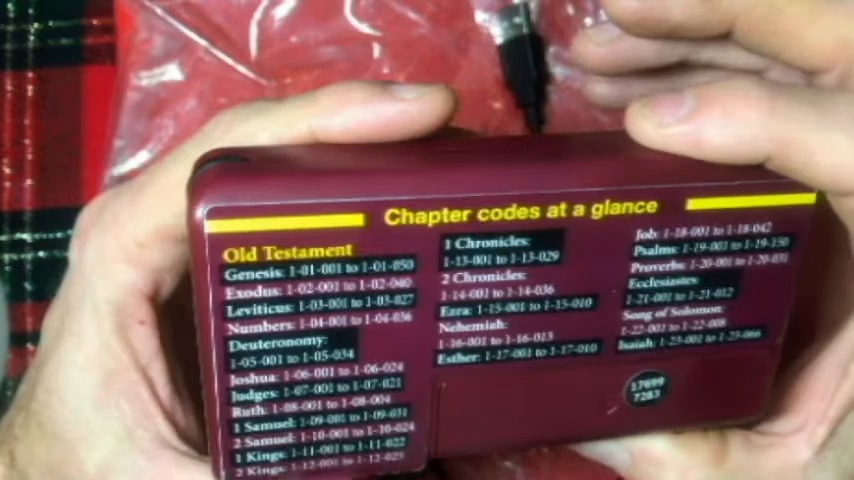 Chapter codes at a glance
Old Testament
Genesis: 1-01-001 to 1-01-050
Exodus: 1-02-001 to 1-02-040
Leviticus: 1-03-001 to 1-03-027
Numbers: 1-04-001 to 1-04-036
Deuteronomy:
1-05-001 to 1-05-034
Joshua: 1-06-001 to 1-06-024
Judges: 1-07-001 to 1-07-021
Ruth: 1-08-001 to 1-08-004
1 Samuel: 1-09-001 to 1-09-031
2 Samuel: 1-10-001 to 1-10-024
1 Kings: 1-11-001 to 1-11-022
2 Kings: 1-12-001 to 1-12-025
1 Chronicles:
1-13-001 to 1-13-029
2 Chronicles:
1-14-001 to 1-14-036
Ezra: 1-15-001 to 1-15-010
Nehemiah:
1-16-001 to 1-16-013
Esther: 1-17-001 to 1-17-010
Job: 1-18-001 to 1-18-042
Psalms: 1-19-001 to 1-19-150
Proverbs: 1-20-001 to 1-20-031
Ecclesiastes:
1-21-001 to 1-21-012
Song of Solomon:
1-22-001 to 1-22-008
Isaiah: 1-23-001 to 1-23-066
17699
7283